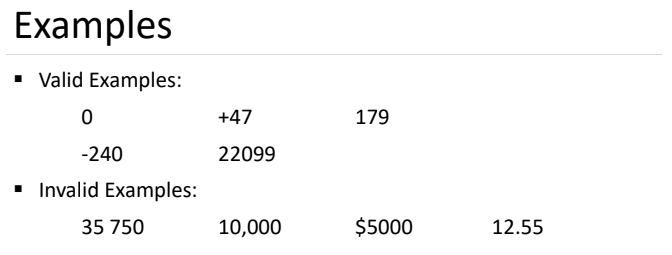 Examples
▪ Valid Examples:
0 +47 179
-240 22099
▪ Invalid Examples:
35 750 10,000 $5000 12.55